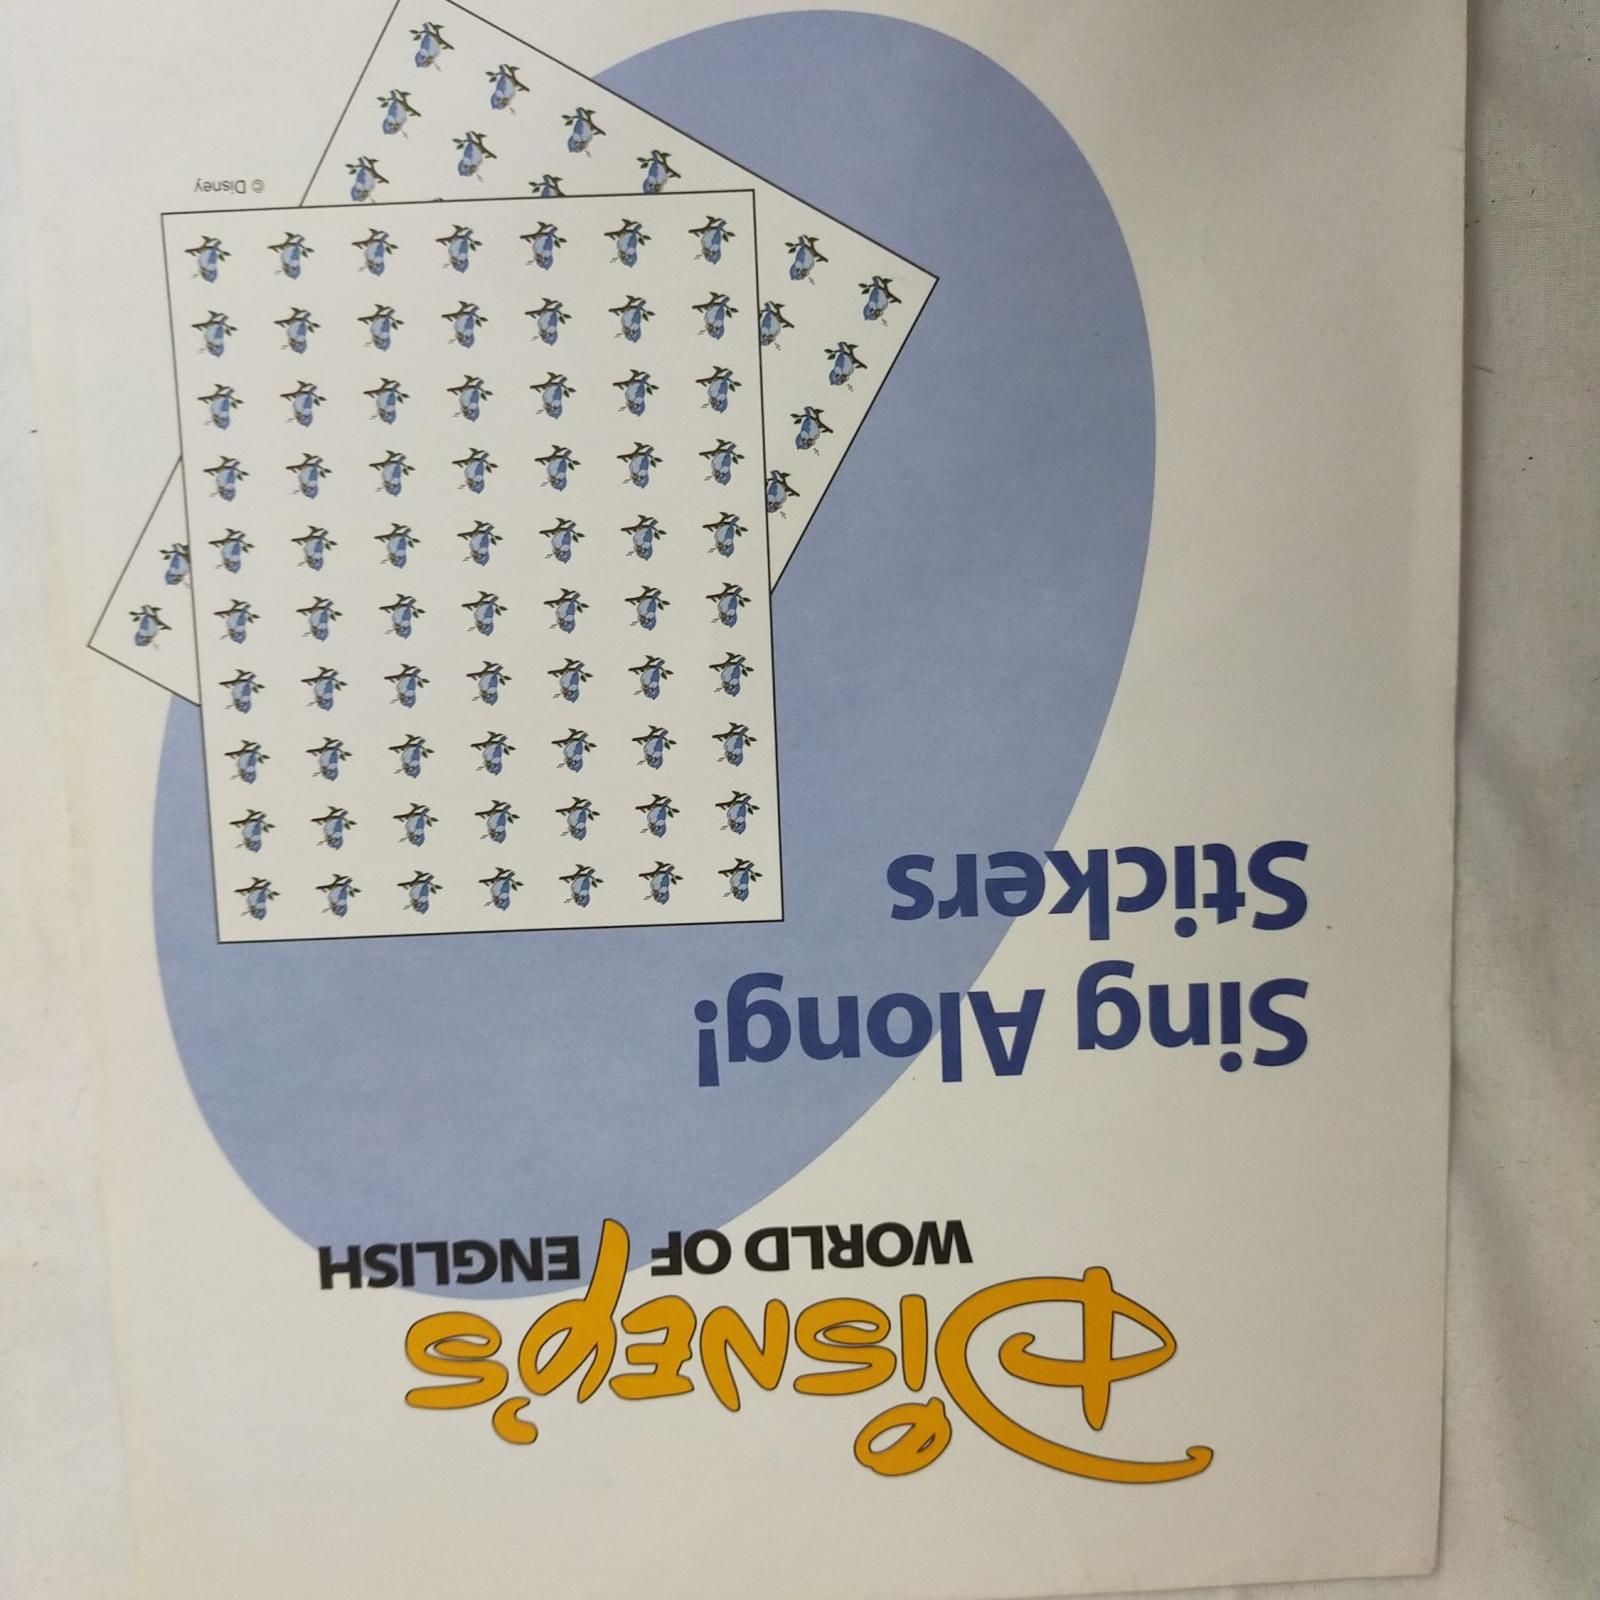 DISNEY'S
WORLD OF ENGLISH
Sing Along!
Stickers
© Disney